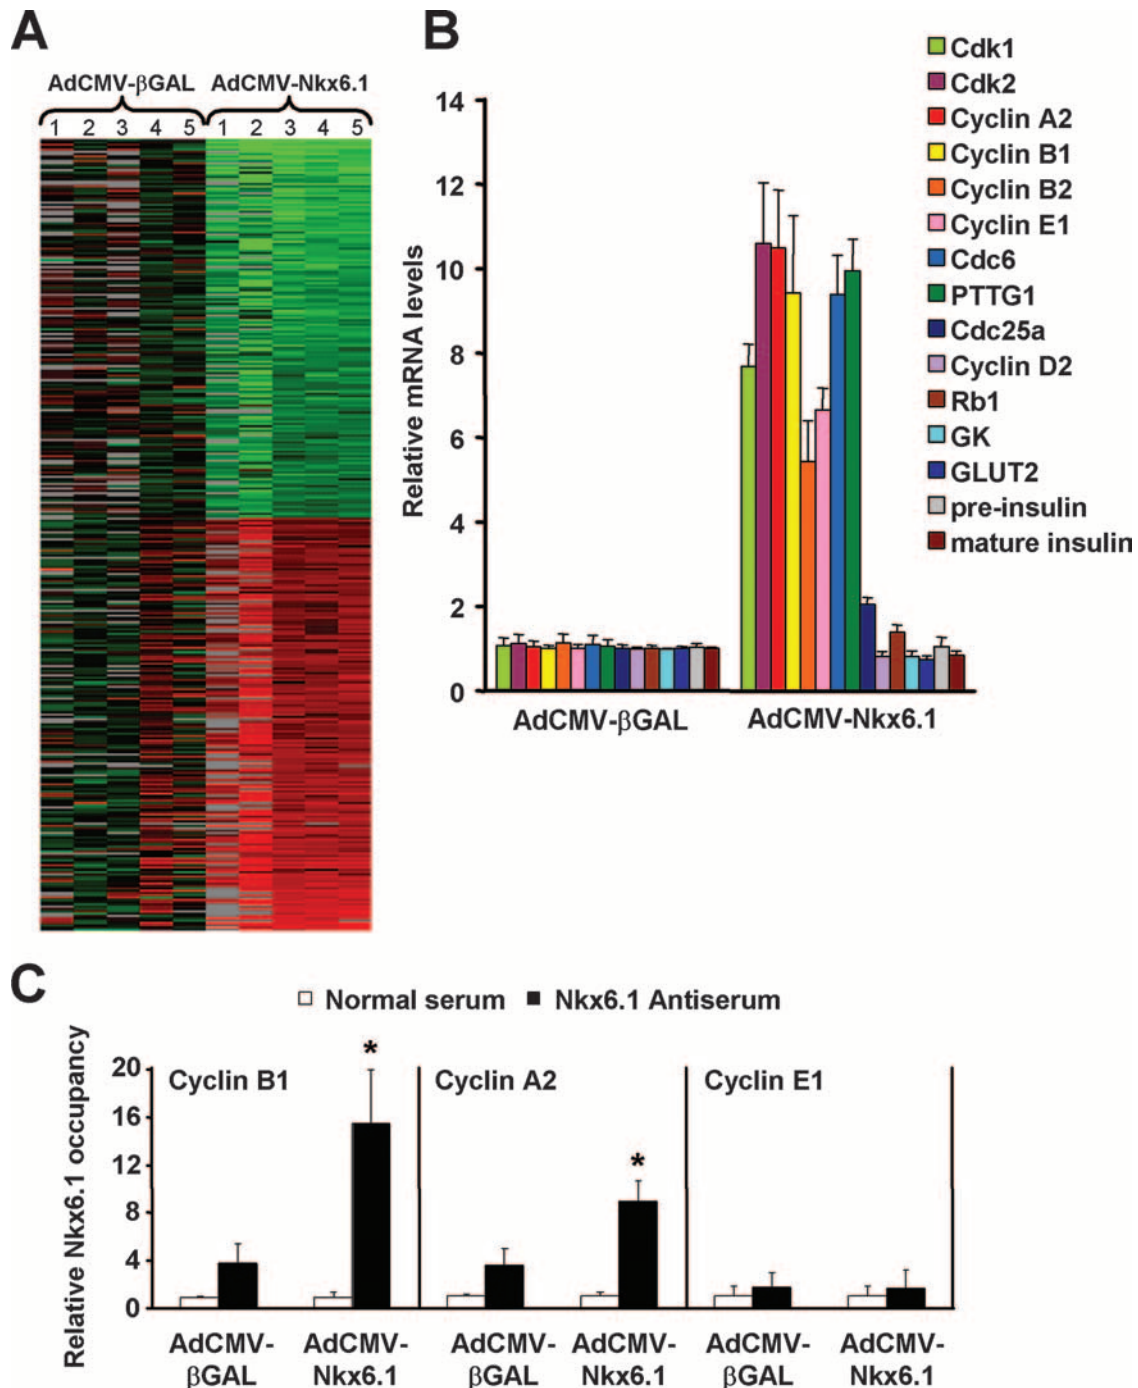 A
AdCMV-βGAL AdCMV-Nkx6.1
1 2 3 4 5 1 2 3 4 5
B
Relative mRNA levels
14
12
10
8
6
4
2
0
AdCMV-βGAL AdCMV-Nkx6.1
Cdk1
Cdk2
Cyclin A2
Cyclin B1
Cyclin B2
Cyclin E1
Cdc6
PTTG1
Cdc25a
Cyclin D2
Rb1
GK
GLUT2
pre-insulin
mature insulin
C
Normal serum Nkx6.1 Antiserum
Relative Nkx6.1 occupancy
20
16
12
8
4
0
Cyclin B1 * Cyclin A2 * Cyclin E1
AdCMV- AdCMV- AdCMV- AdCMV- AdCMV- AdCMV-
βGAL Nkx6.1 βGAL Nkx6.1 βGAL Nkx6.1